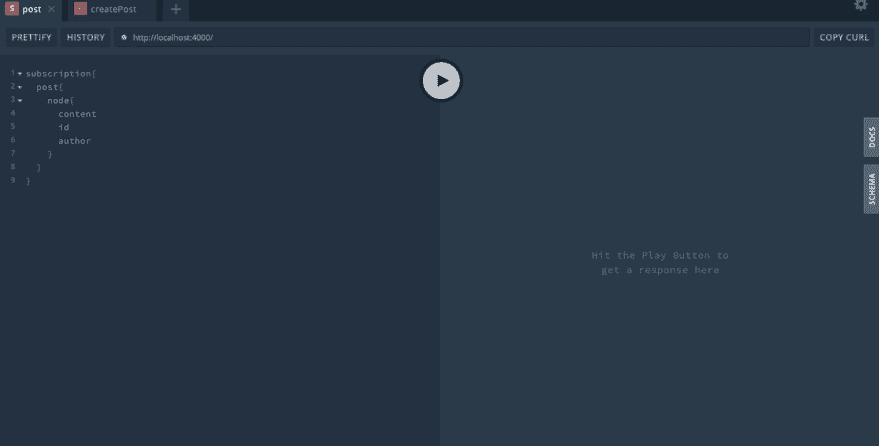 S post ✕ createPost +
PRETTIFY HISTORY http://localhost:4000/ COPY CURL
1 subscription{
2 post{
3 node{
4 content
5 id
6 author
7 }
8 }
9 }
DOCS
SCHEMA
Hit the Play Button to
get a response here